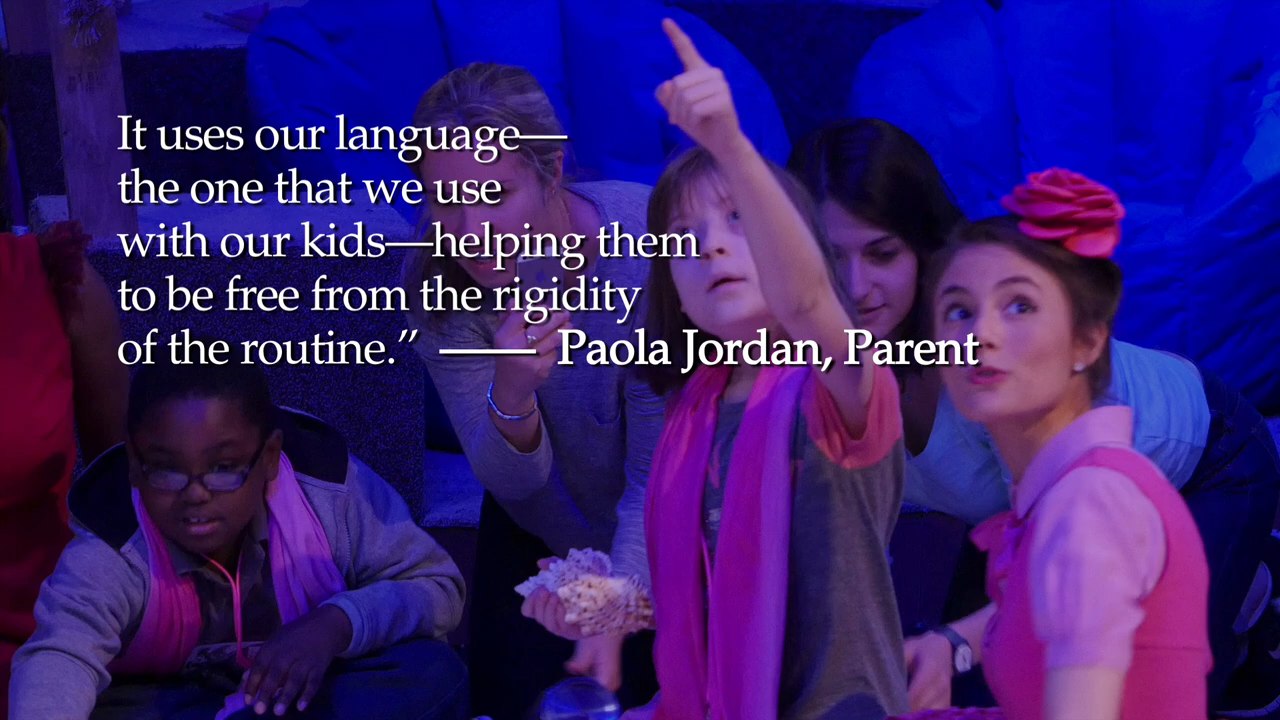 It uses our language—
the one that we use
with our kids—helping them
to be free from the rigidity
of the routine.” —— Paola Jordan, Parent